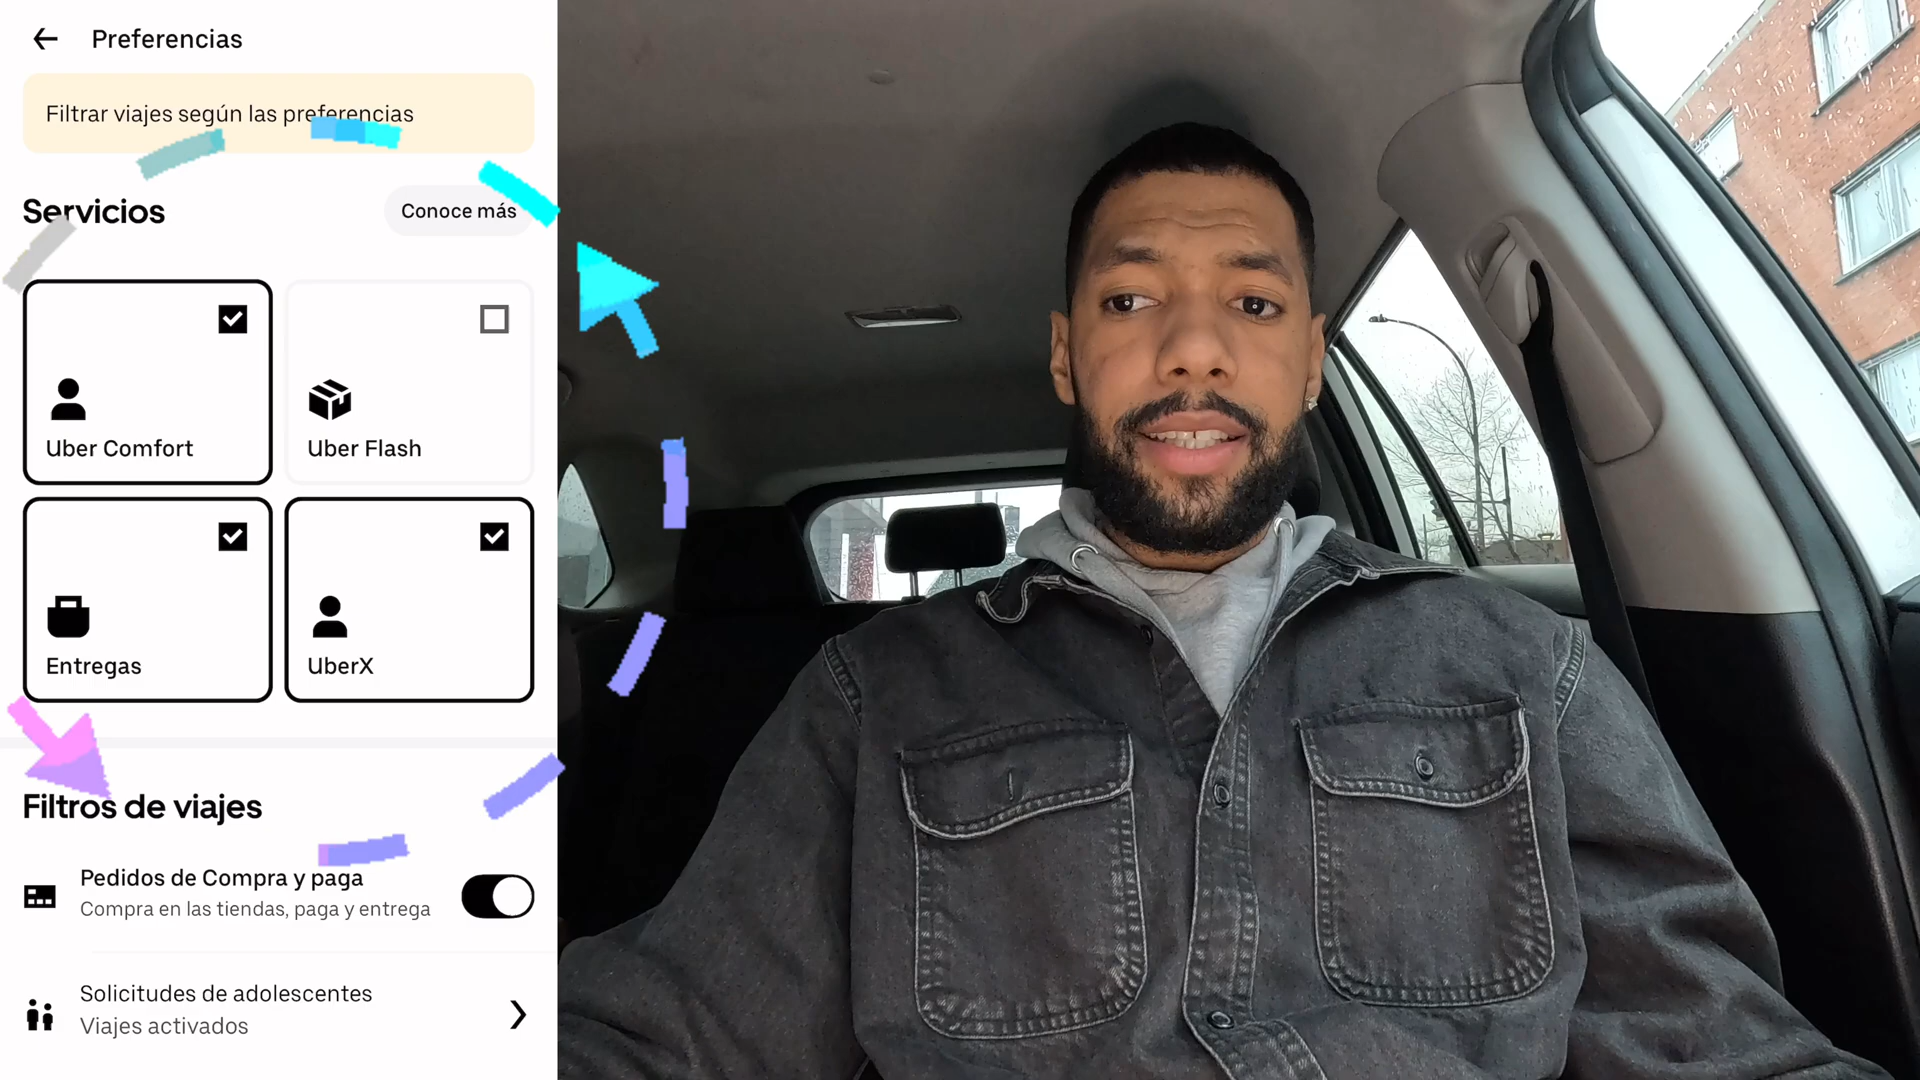 Preferencias
Filtrar viajes según las preferencias
Servicios
Conoce más
Uber Comfort
Uber Flash
Entregas
UberX
Filtros de viajes
Pedidos de Compra y paga
Compra en las tiendas, paga y entrega
Solicitudes de adolescentes
Viajes activados